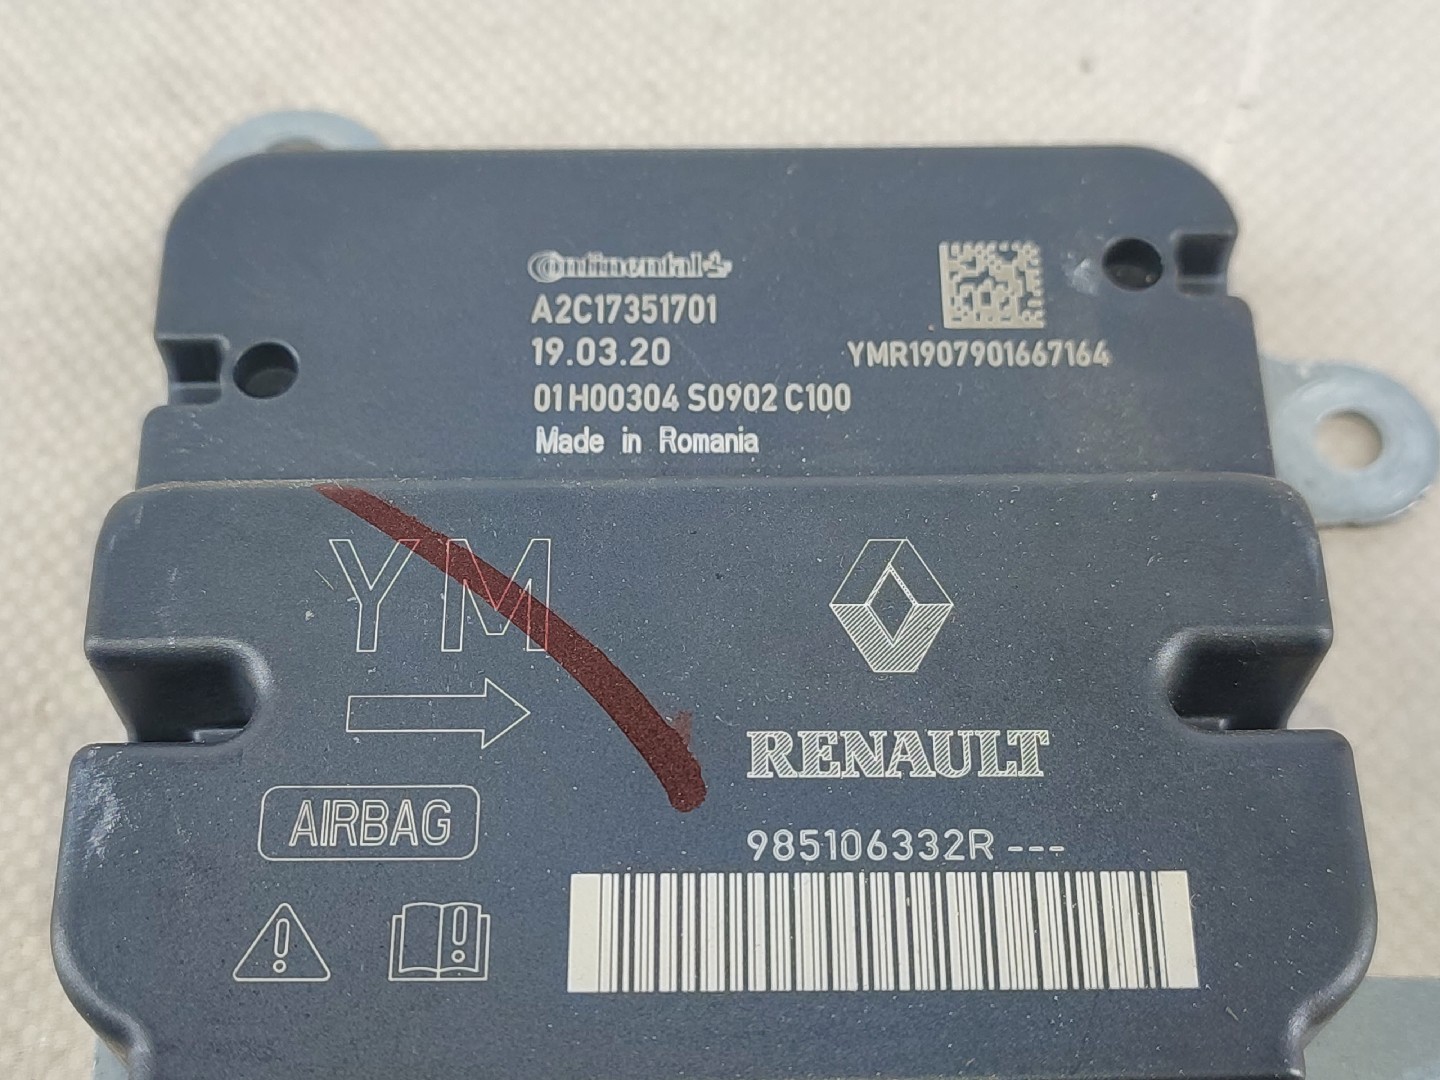 Continental
A2C17351701
19.03.20
YMR1907901667164
01H00304 S0902 C100
Made in Romania
YM
RENAULT
AIRBAG
985106332R ---